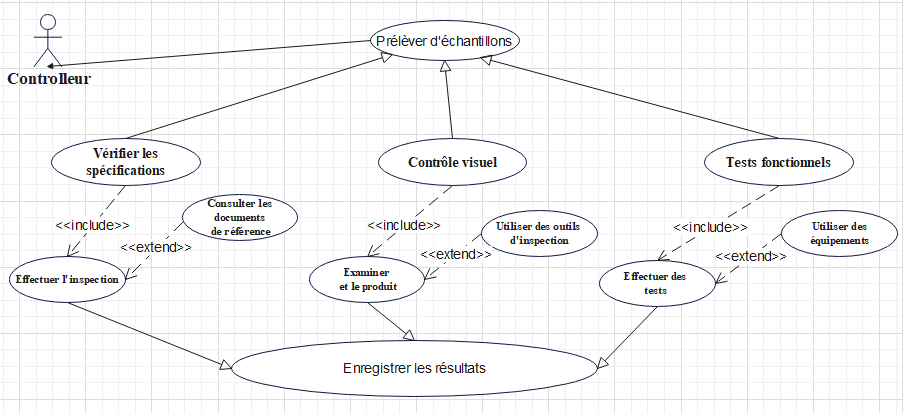 Prélèver d'échantillons
Controlleur
Vérifier les
spécifications
Contrôle visuel
Tests fonctionnels
Consulter les
documents
de référence
<<include>>
<<extend>>
Effectuer l'inspection
<<include>>
Utiliser des outils
d'inspection
<<extend>>
Examiner
et le produit
<<include>>
Utiliser des
équipements
<<extend>>
Effectuer des
tests
Enregistrer les résultats